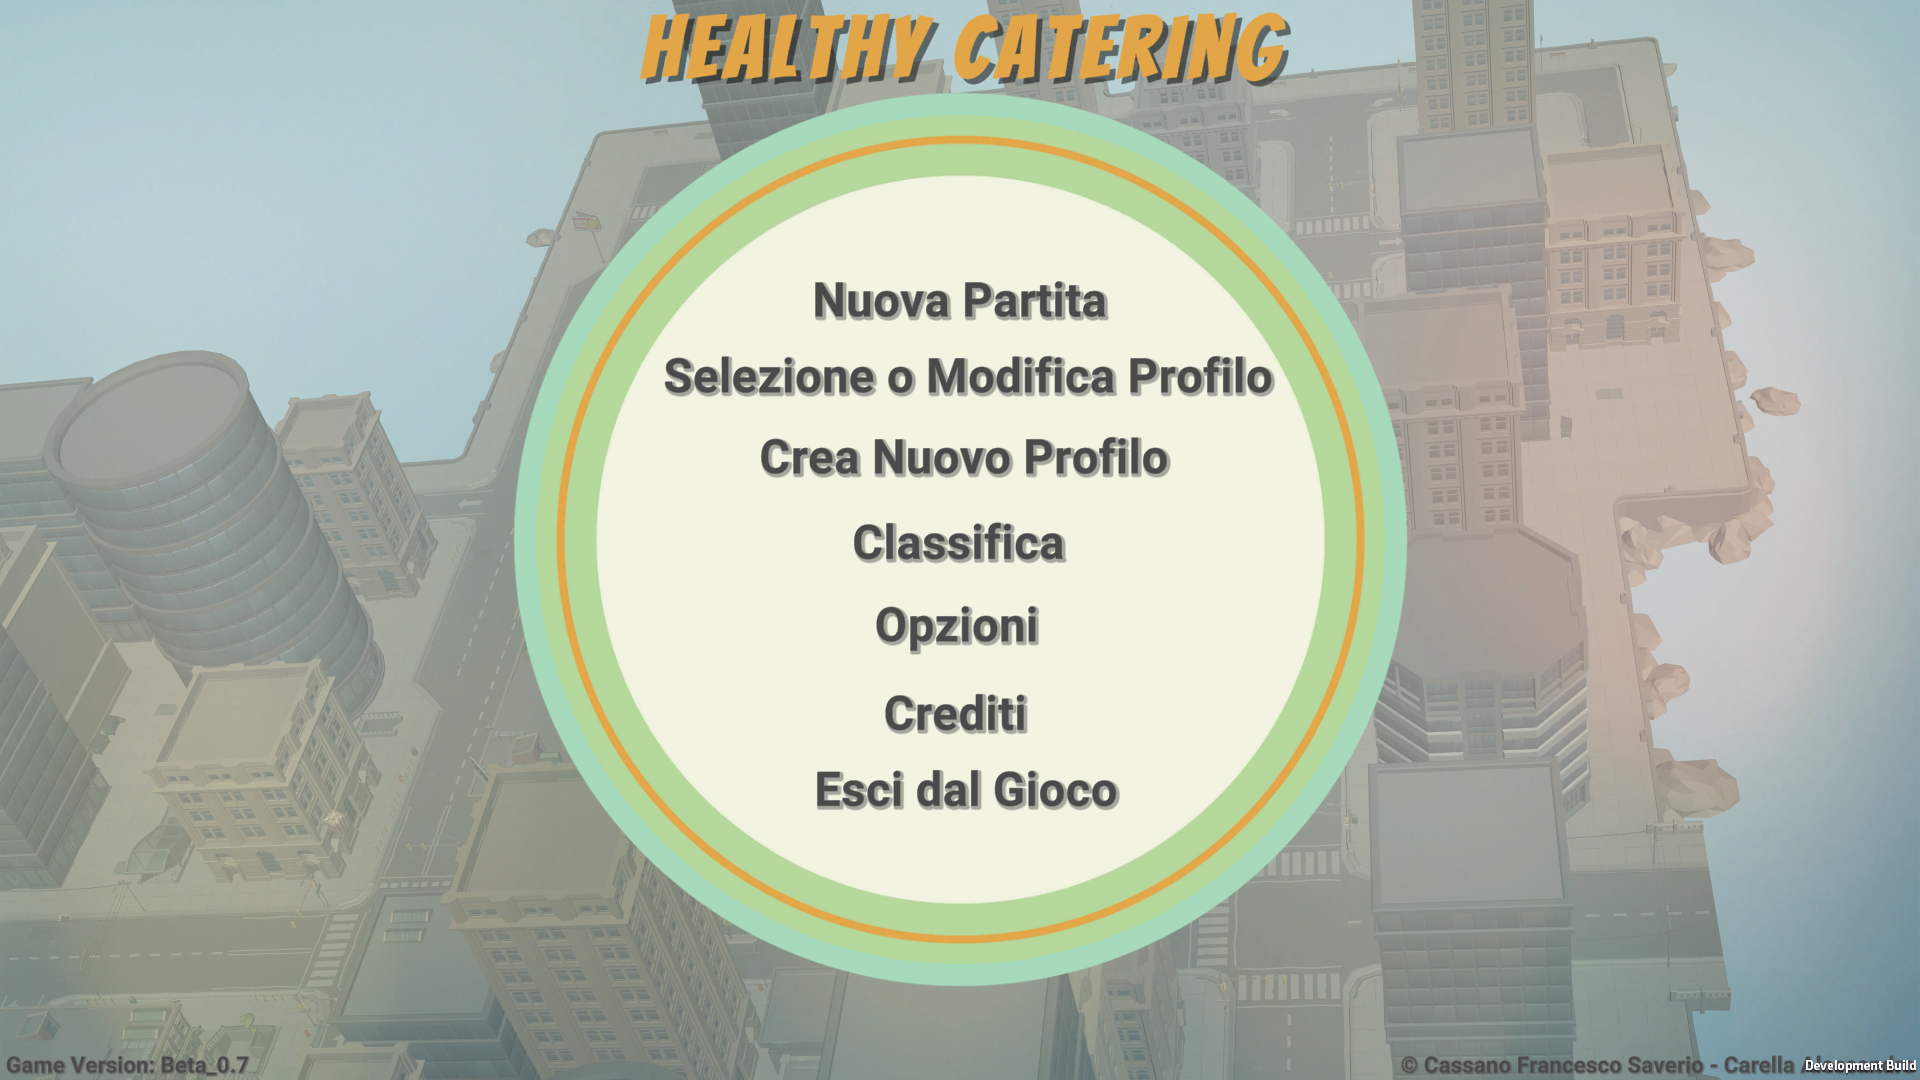 HEALTHY CATERING
Nuova Partita
Selezione o Modifica Profilo
Crea Nuovo Profilo
Classifica
Opzioni
Crediti
Esci dal Gioco
Game Version: Beta_0.7
© Cassano Francesco Saverio - Carella
Development Build